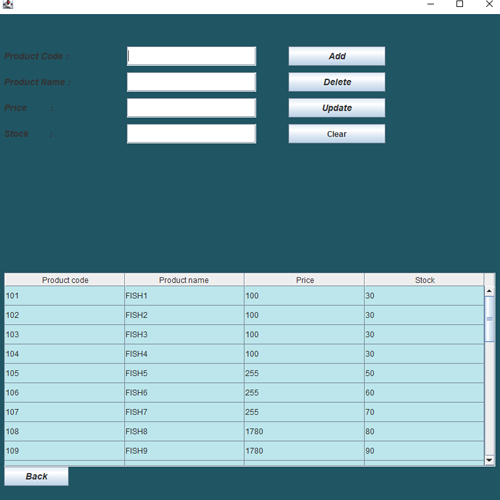 Product Code : Add
Product Name : Delete
Price : Update
Stock : Clear
Product code Product name Price Stock
101 FISH1 100 30
102 FISH2 100 30
103 FISH3 100 30
104 FISH4 100 30
105 FISH5 255 50
106 FISH6 255 60
107 FISH7 255 70
108 FISH8 1780 80
109 FISH9 1780 90
Back